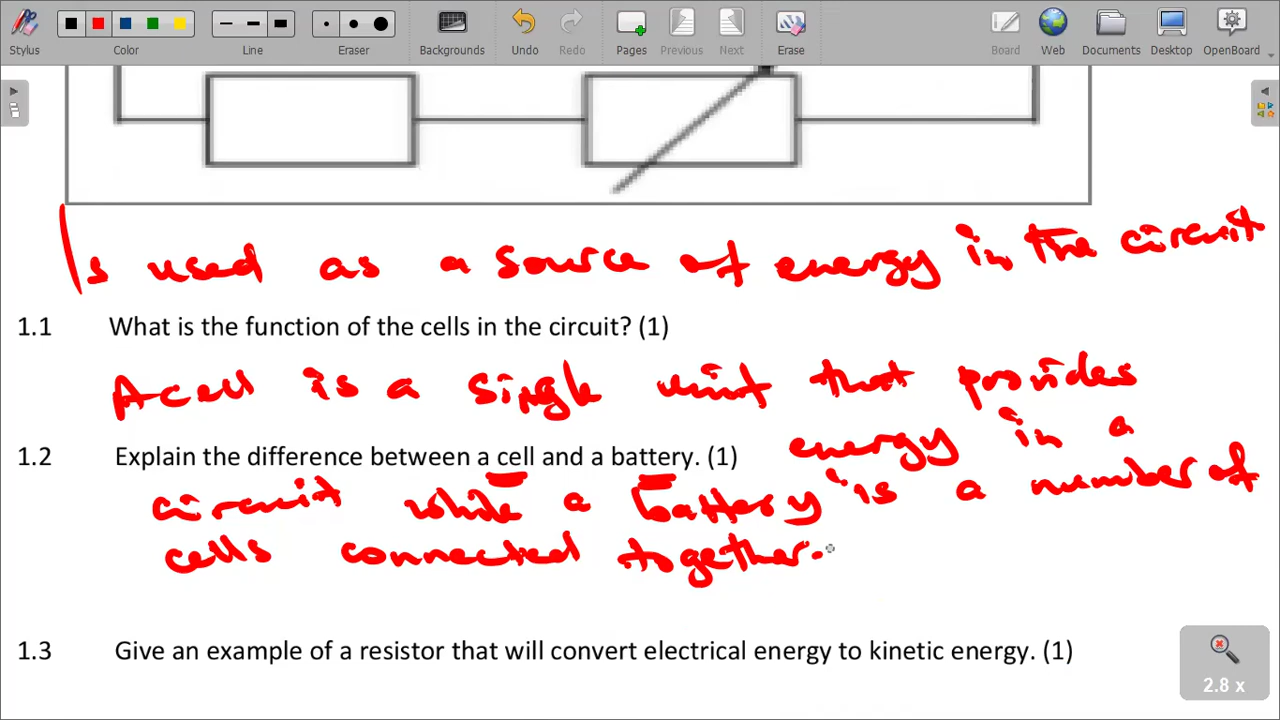 Stylus Color Line Eraser Backgrounds Undo Redo Pages Previous Next Erase Board Web Documents Desktop OpenBoard
Is used as a source of energy in the circuit
1.1 What is the function of the cells in the circuit? (1)
A cell is a single unit that provides
1.2 Explain the difference between a cell and a battery. (1) energy in a
circuit while a battery is a number of
cells connected together.
1.3 Give an example of a resistor that will convert electrical energy to kinetic energy. (1)
2.8 x